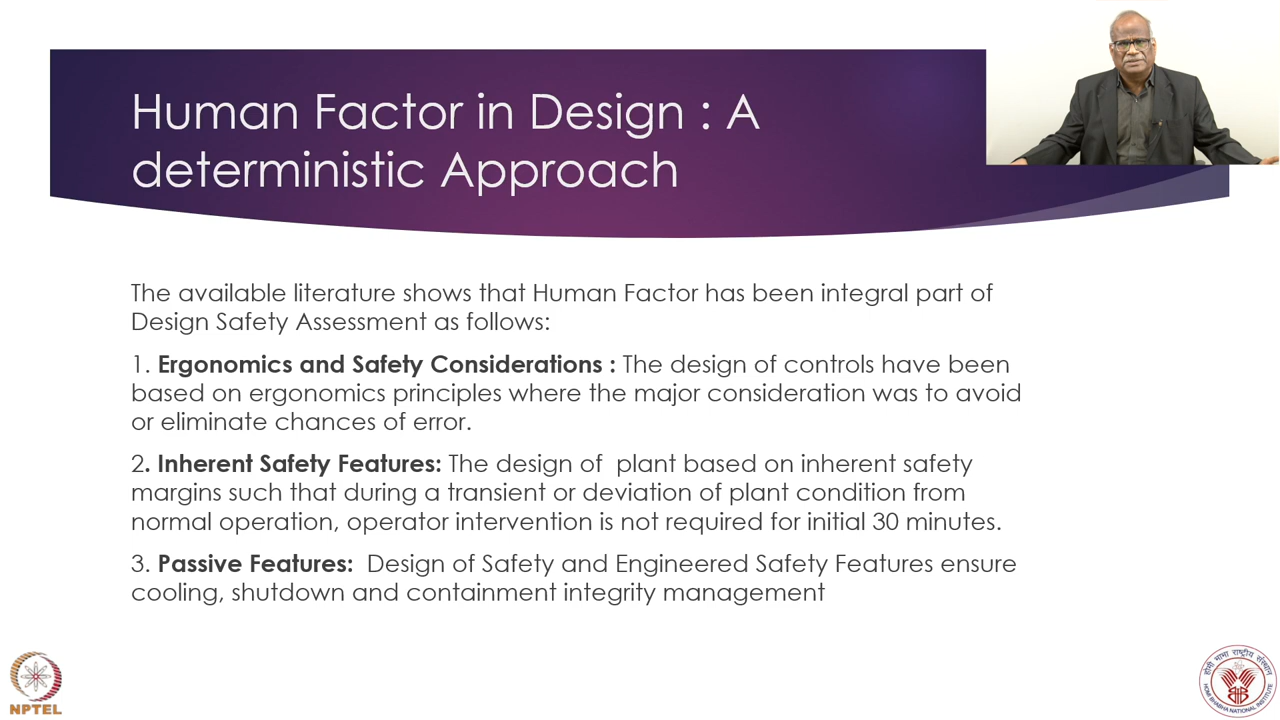 Human Factor in Design : A
deterministic Approach
The available literature shows that Human Factor has been integral part of
Design Safety Assessment as follows:
1. Ergonomics and Safety Considerations : The design of controls have been
based on ergonomics principles where the major consideration was to avoid
or eliminate chances of error.
2. Inherent Safety Features: The design of  plant based on inherent safety
margins such that during a transient or deviation of plant condition from
normal operation, operator intervention is not required for initial 30 minutes.
3. Passive Features:  Design of Safety and Engineered Safety Features ensure
cooling, shutdown and containment integrity management
NPTEL
होमी भाभा राष्ट्रीय संस्थान
HOMI BHABHA NATIONAL INSTITUTE